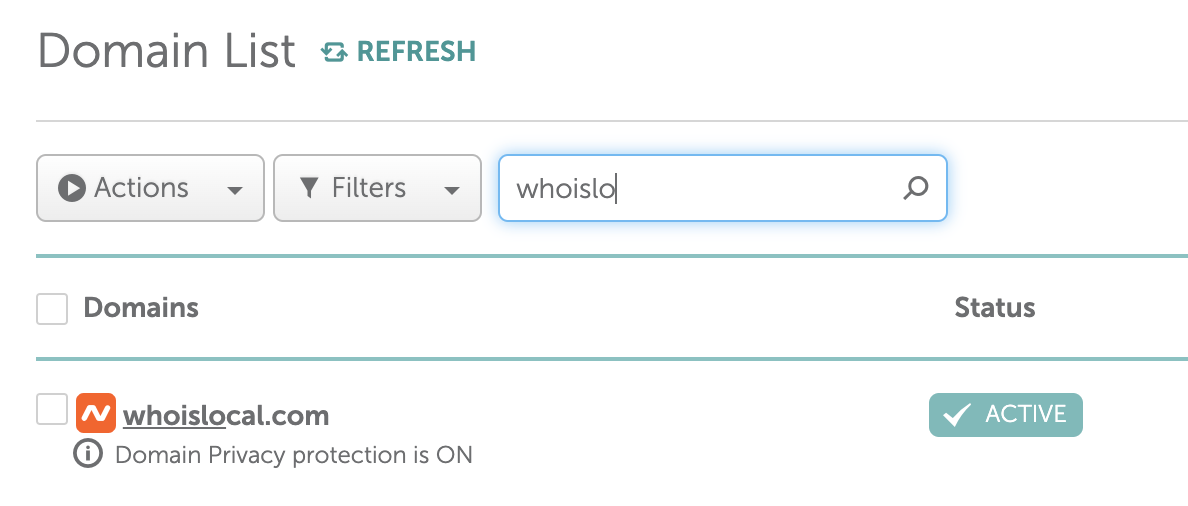 Domain List REFRESH
Actions Filters whoislo
Domains Status
whoislocal.com ACTIVE
Domain Privacy protection is ON